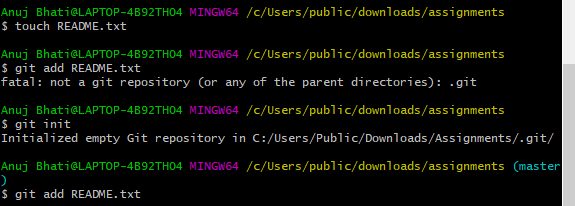 Anuj Bhati@LAPTOP-4B92TH04 MINGW64 /c/Users/public/downloads/assignments
$ touch README.txt
Anuj Bhati@LAPTOP-4B92TH04 MINGW64 /c/Users/public/downloads/assignments
$ git add README.txt
fatal: not a git repository (or any of the parent directories): .git
Anuj Bhati@LAPTOP-4B92TH04 MINGW64 /c/Users/public/downloads/assignments
$ git init
Initialized empty Git repository in C:/Users/Public/Downloads/Assignments/.git/
Anuj Bhati@LAPTOP-4B92TH04 MINGW64 /c/Users/public/downloads/assignments (master
)
$ git add README.txt